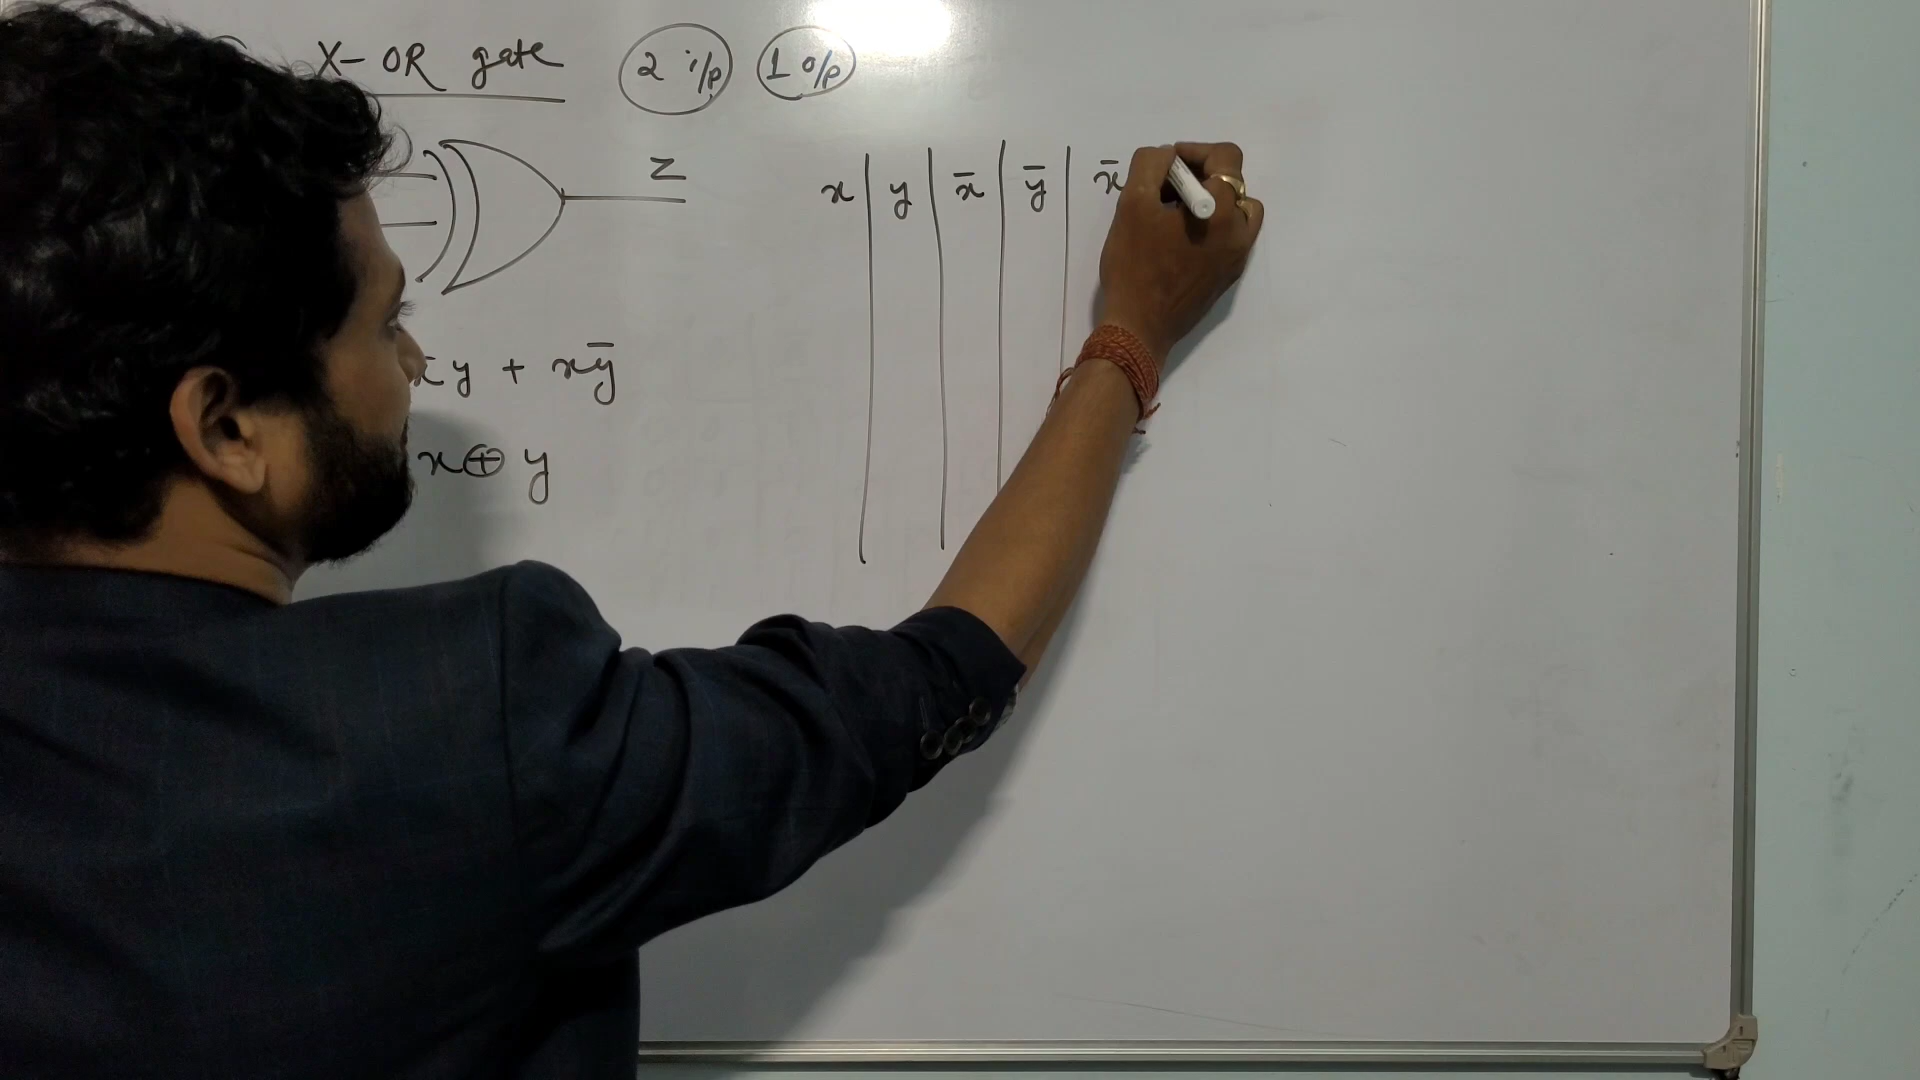 X-OR gate 2 i/p 1 o/p
Z
x y x̄ ȳ x̄
x̄y + xȳ
x⊕y